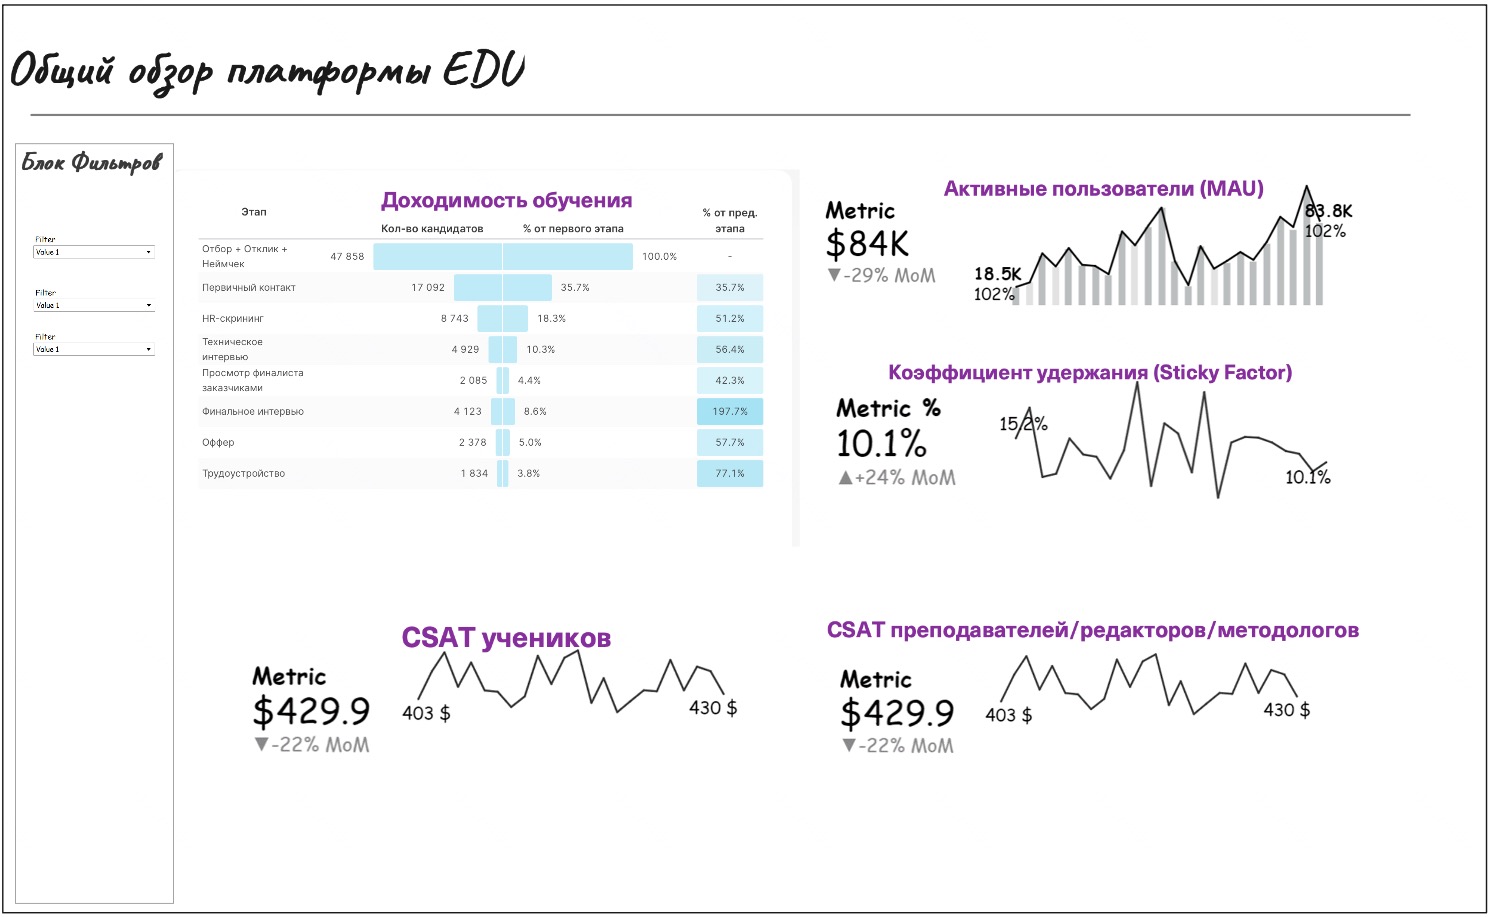 Общий обзор платформы EDU
Блок Фильтров
Filter
Value 1
Filter
Value 1
Filter
Value 1
Доходимость обучения
Этап
Кол-во кандидатов
% от первого этапа
% от пред.
этапа
Отбор + Отклик +
Неймчек
47 858
100.0%
-
Первичный контакт
17 092
35.7%
35.7%
HR-скрининг
8 743
18.3%
51.2%
Техническое
интервью
4 929
10.3%
56.4%
Просмотр финалиста
заказчиками
2 085
4.4%
42.3%
Финальное интервью
4 123
8.6%
197.7%
Оффер
2 378
5.0%
57.7%
Трудоустройство
1 834
3.8%
77.1%
Активные пользователи (MAU)
Metric
$84K
▼-29% MoM
18.5K
102%
83.8K
102%
Коэффициент удержания (Sticky Factor)
Metric %
10.1%
▲+24% MoM
15.2%
10.1%
CSAT учеников
Metric
$429.9
▼-22% MoM
403 $
430 $
CSAT преподавателей/редакторов/методологов
Metric
$429.9
▼-22% MoM
403 $
430 $